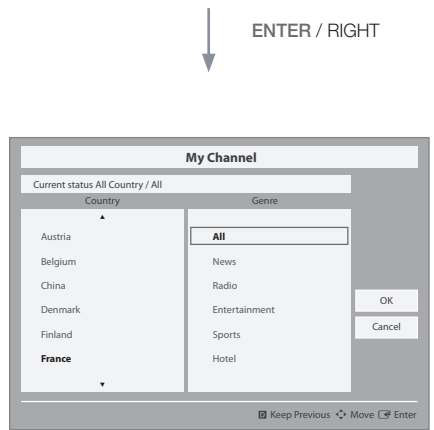 ENTER / RIGHT
My Channel
Current status All Country / All
Country Genre
Austria All
Belgium News
China Radio
OK
Denmark Entertainment
Cancel
Finland Sports
France Hotel
D Keep Previous Move Enter